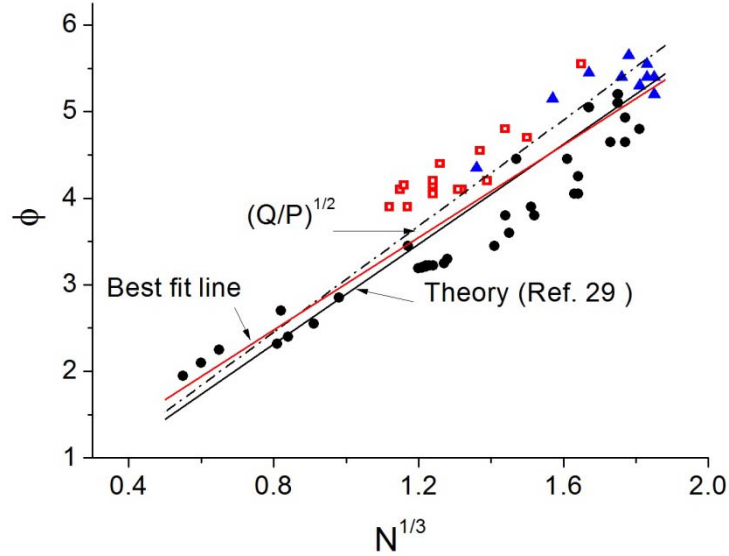 6
5
4
3
2
1
ϕ
(Q/P)^{1/2}
Best fit line
Theory (Ref. 29 )
0.4
0.8
1.2
1.6
2.0
N^{1/3}